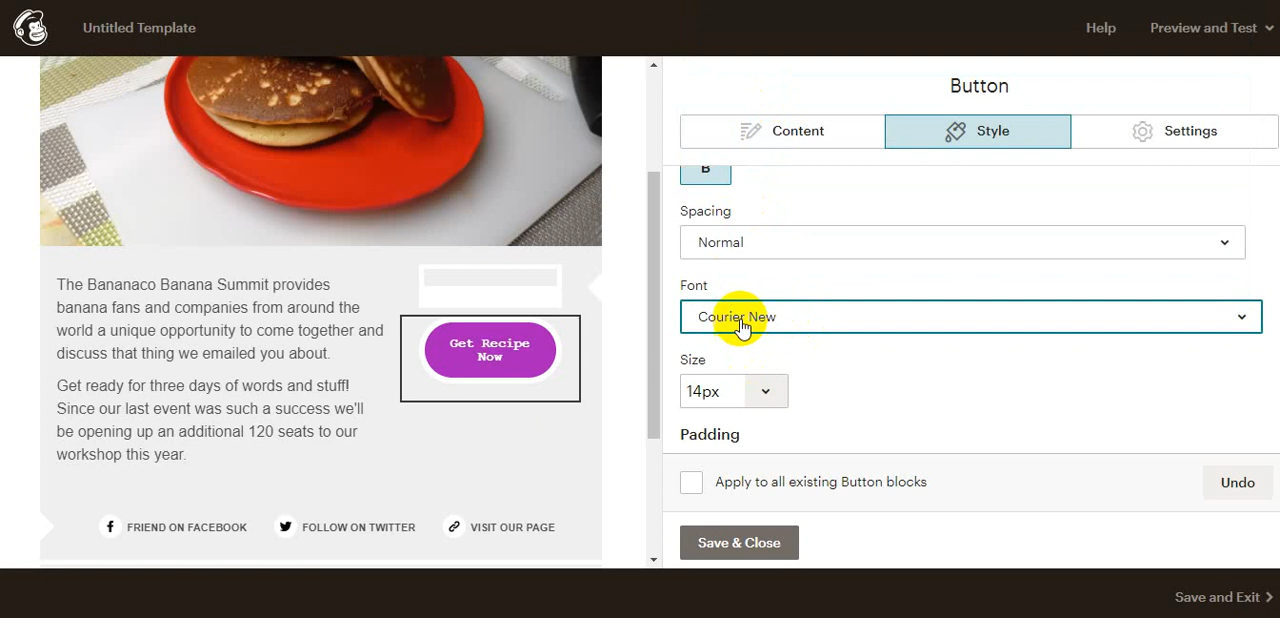 Untitled Template
Help
Preview and Test
Button
Content
Style
Settings
B
Spacing
Normal
Font
Courier New
Size
14px
Padding
Apply to all existing Button blocks
Undo
Save & Close
The Bananaco Banana Summit provides
banana fans and companies from around the
world a unique opportunity to come together and
discuss that thing we emailed you about.
Get ready for three days of words and stuff!
Since our last event was such a success we'll
be opening up an additional 120 seats to our
workshop this year.
Get Recipe
Now
FRIEND ON FACEBOOK
FOLLOW ON TWITTER
VISIT OUR PAGE
Save and Exit